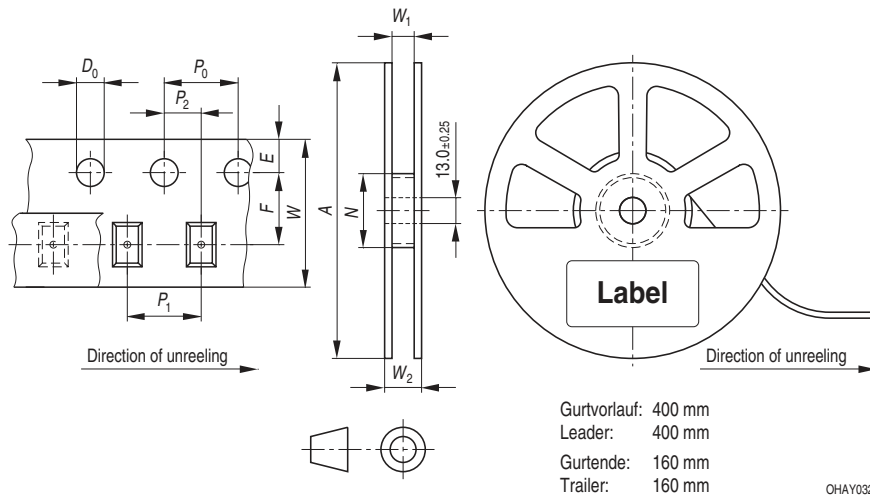 W1
D0
P0
P2
E
F
W
A
N
13.0±0.25
P1
Label
Direction of unreeling
W2
Direction of unreeling
Gurtvorlauf: 400 mm
Leader: 400 mm
Gurtende: 160 mm
Trailer: 160 mm
OHAY032